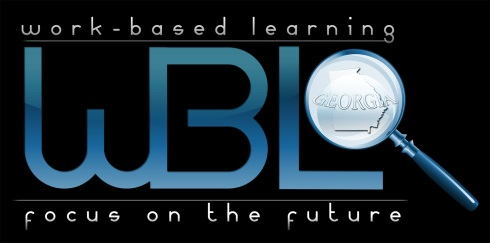 work-based learning
WBL
GEORGIA
focus on the future